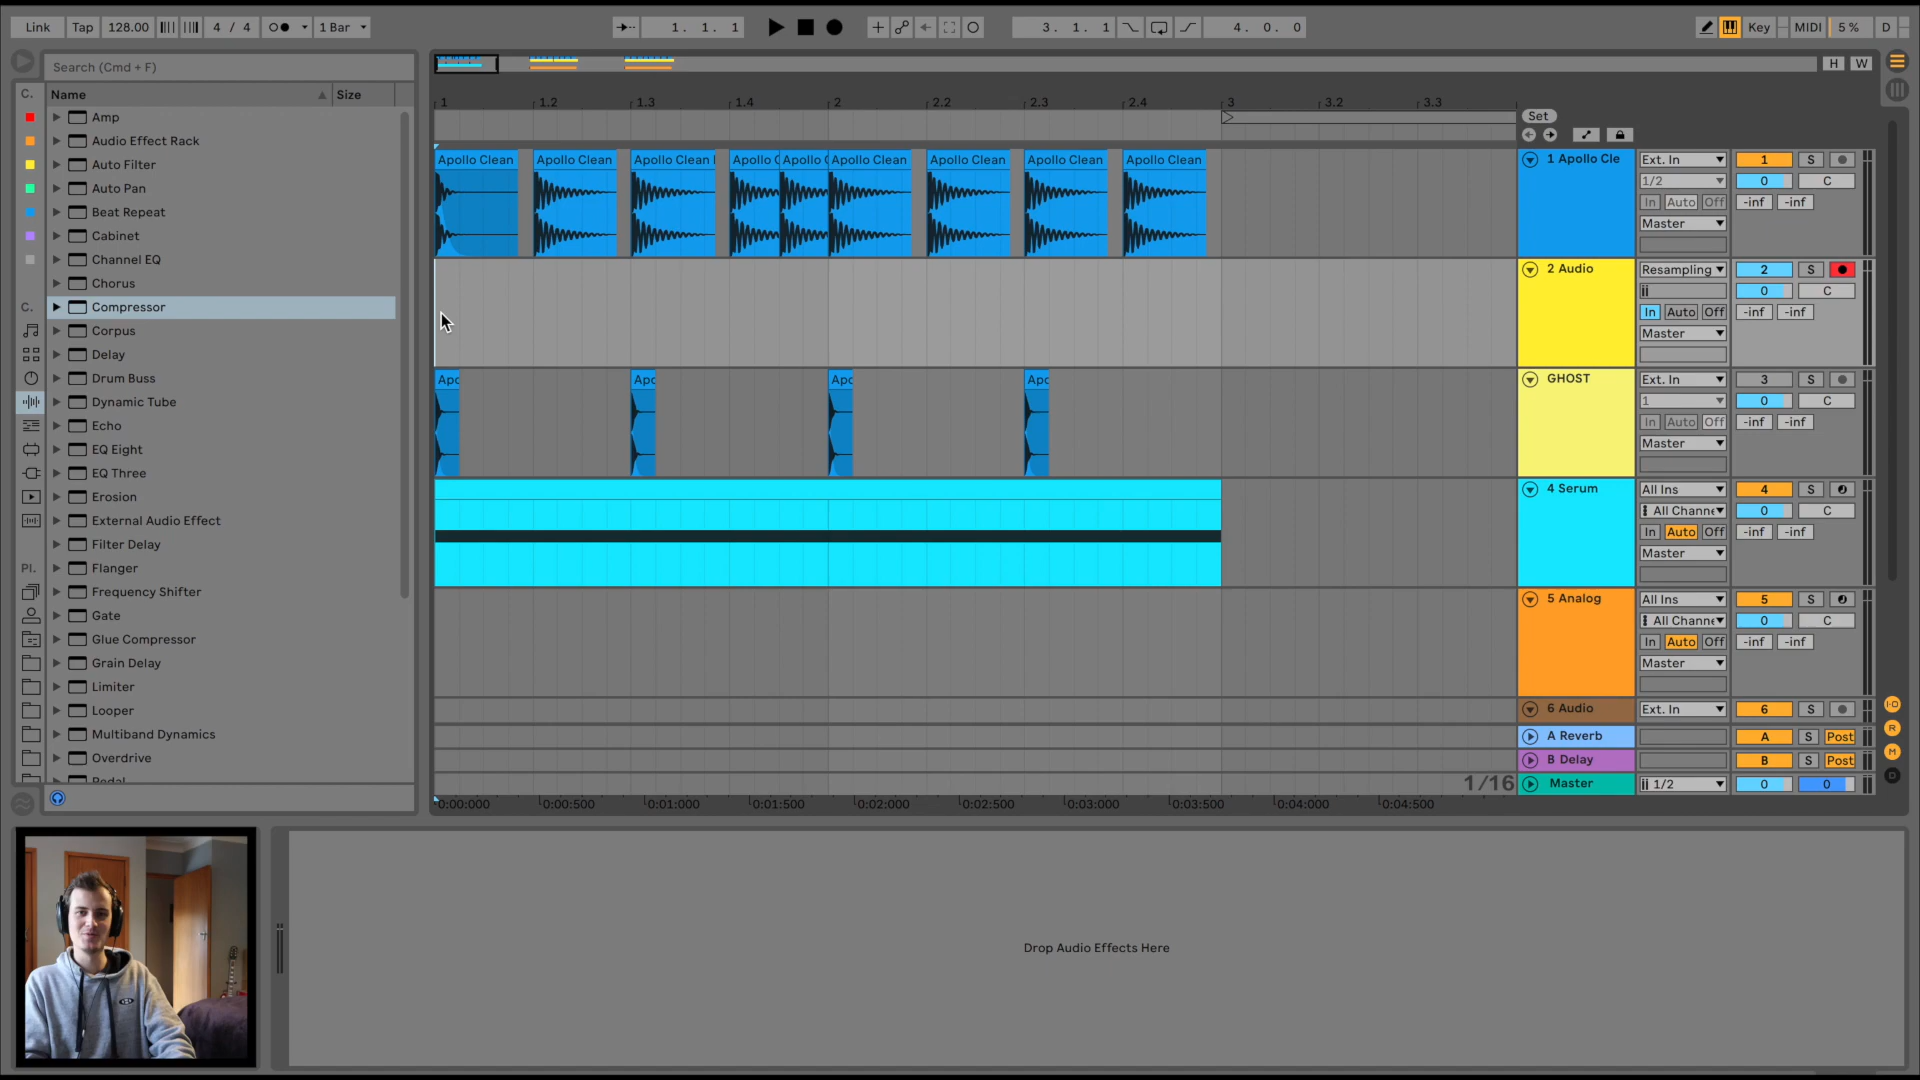 Link Tap 128.00 4 / 4 1 Bar
1. 1. 1
3. 1. 1
4. 0. 0
Key MIDI 5 % D
Search (Cmd + F)
H W
C. Name Size
Amp
Audio Effect Rack
Auto Filter
Auto Pan
Beat Repeat
Cabinet
Channel EQ
Chorus
C. Compressor
Corpus
Delay
Drum Buss
Dynamic Tube
Echo
EQ Eight
EQ Three
Erosion
External Audio Effect
Filter Delay
Pl. Flanger
Frequency Shifter
Gate
Glue Compressor
Grain Delay
Limiter
Looper
Multiband Dynamics
Overdrive
Pedal
1 1.2 1.3 1.4 2 2.2 2.3 2.4 3 3.2 3.3
Set
Apollo Clean Apollo Clean Apollo Clean Apollo Apollo Apollo Clean Apollo Clean Apollo Clean Apollo Clean
1 Apollo Cle Ext. In 1 S
1/2 0 C
In Auto Off -inf -inf
Master
2 Audio Resampling 2 S
0 C
In Auto Off -inf -inf
Master
Apo Apo Apo Apo
GHOST Ext. In 3 S
1 0 C
In Auto Off -inf -inf
Master
4 Serum All Ins 4 S
All Channe 0 C
In Auto Off -inf -inf
Master
5 Analog All Ins 5 S
All Channe 0 C
In Auto Off -inf -inf
Master
6 Audio Ext. In 6 S
A Reverb A S Post
B Delay B S Post
1/16 Master 1/2 0 0
0:00:000 0:00:500 0:01:000 0:01:500 0:02:000 0:02:500 0:03:000 0:03:500 0:04:000 0:04:500
I·O
R
M
D
Drop Audio Effects Here